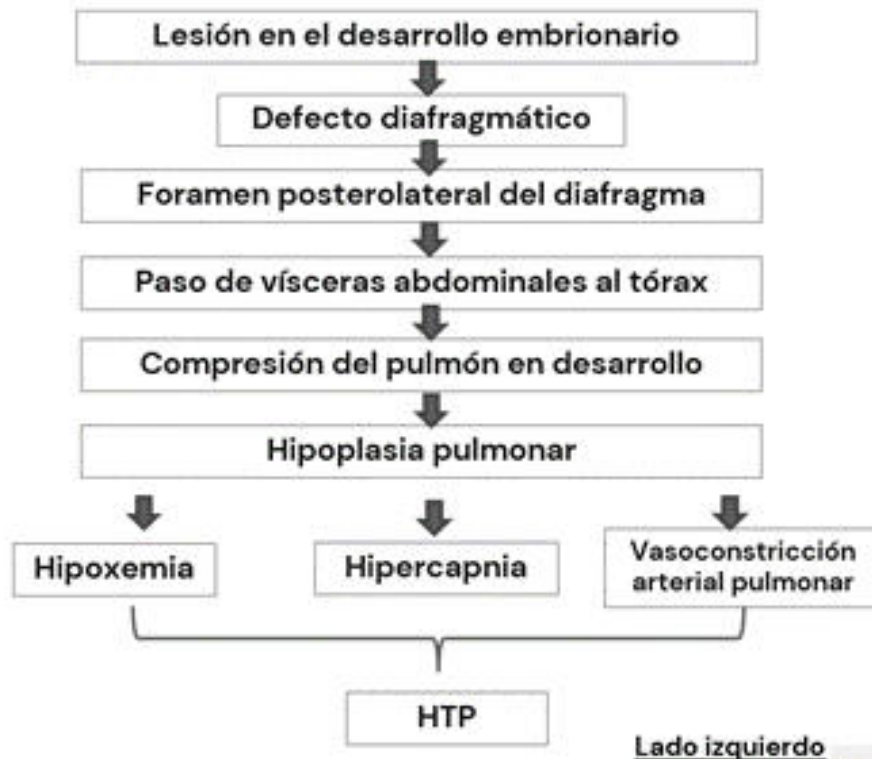 Lesión en el desarrollo embrionario
Defecto diafragmático
Foramen posterolateral del diafragma
Paso de vísceras abdominales al tórax
Compresión del pulmón en desarrollo
Hipoplasia pulmonar
Hipoxemia
Hipercapnia
Vasoconstricción
arterial pulmonar
HTP
Lado izquierdo